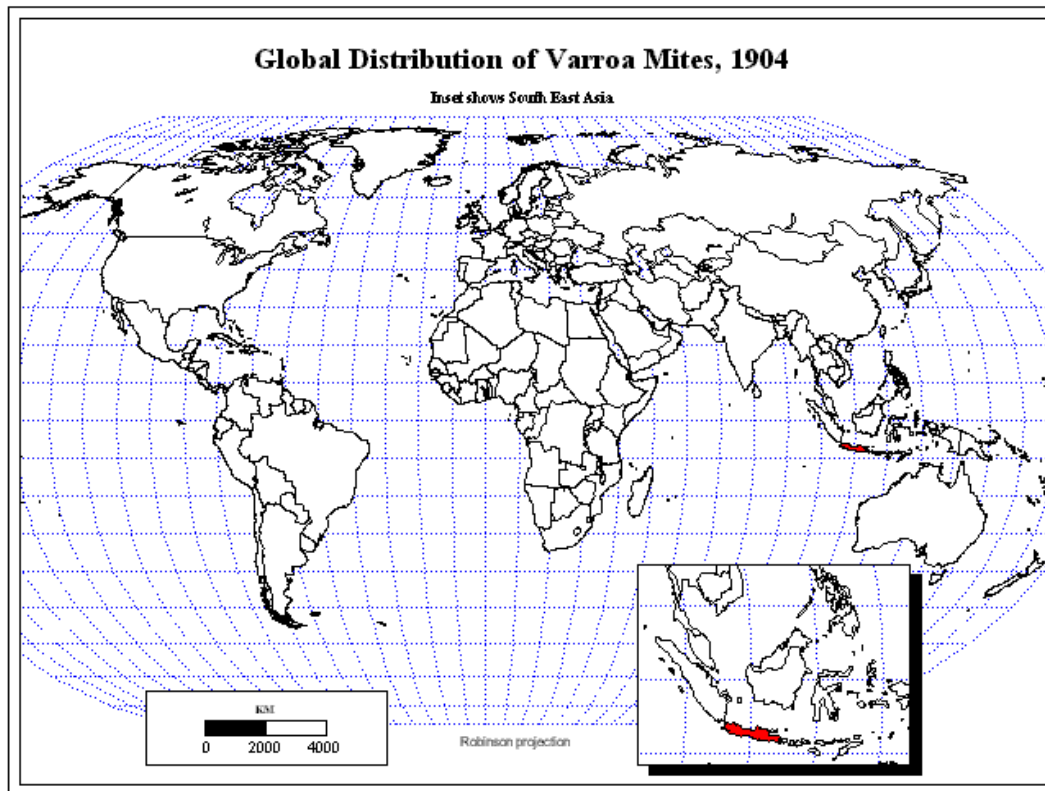 Global Distribution of Varroa Mites, 1904
Inset shows South East Asia
KM
0 2000 4000
Robinson projection